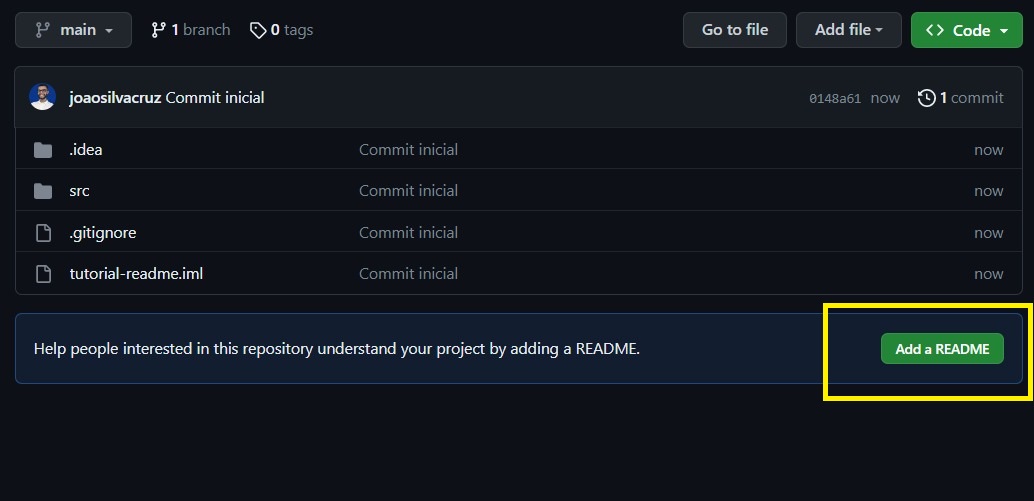 main 1 branch 0 tags Go to file Add file Code
joaosilvacruz Commit inicial 0148a61 now 1 commit
.idea Commit inicial now
src Commit inicial now
.gitignore Commit inicial now
tutorial-readme.iml Commit inicial now
Help people interested in this repository understand your project by adding a README. Add a README